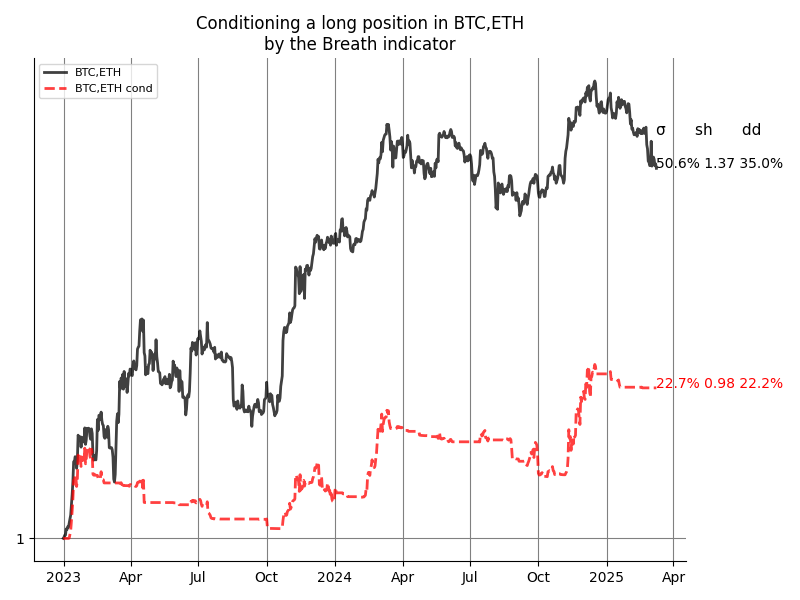 Conditioning a long position in BTC,ETH
by the Breath indicator
BTC,ETH
BTC,ETH cond
σ sh dd
50.6% 1.37 35.0%
22.7% 0.98 22.2%
1
2023 Apr Jul Oct 2024 Apr Jul Oct 2025 Apr